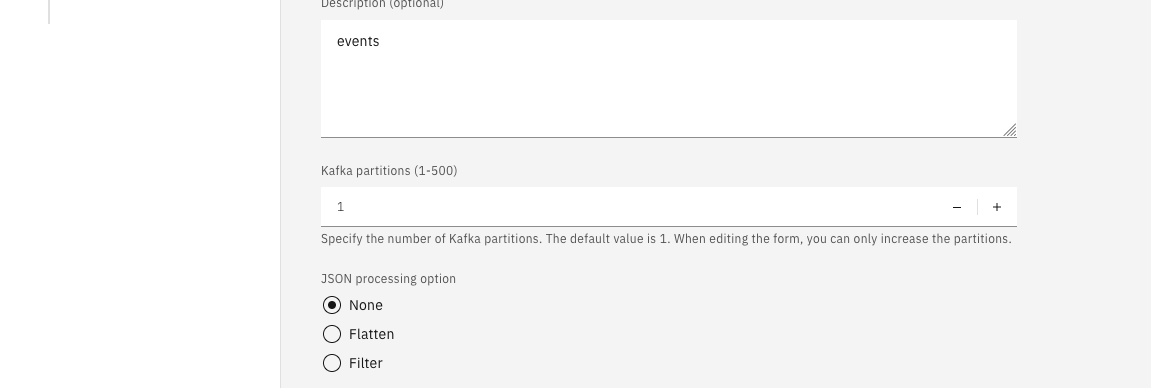 Description (optional)
events
Kafka partitions (1-500)
1
Specify the number of Kafka partitions. The default value is 1. When editing the form, you can only increase the partitions.
JSON processing option
None
Flatten
Filter